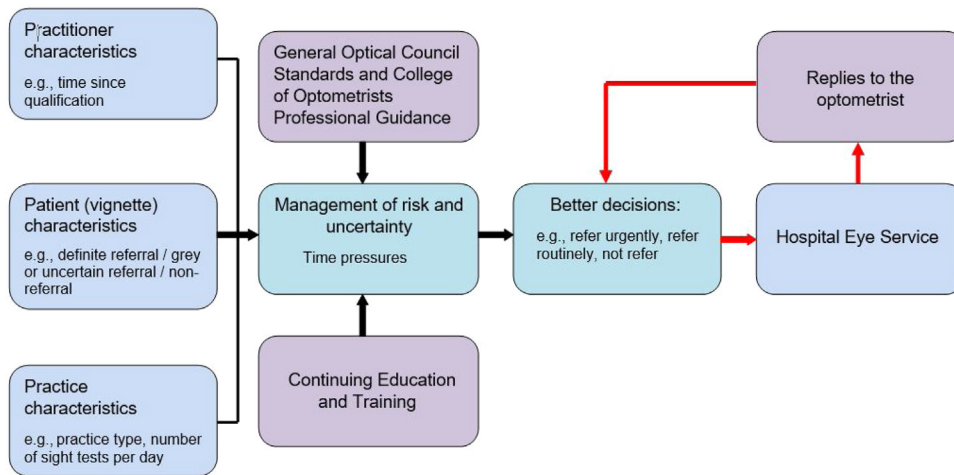 Practitioner
characteristics
e.g., time since
qualification
Patient (vignette)
characteristics
e.g., definite referral / grey
or uncertain referral / non-
referral
Practice
characteristics
e.g., practice type, number
of sight tests per day
General Optical Council
Standards and College
of Optometrists
Professional Guidance
Management of risk and
uncertainty
Time pressures
Continuing Education
and Training
Better decisions:
e.g., refer urgently, refer
routinely, not refer
Replies to the
optometrist
Hospital Eye Service